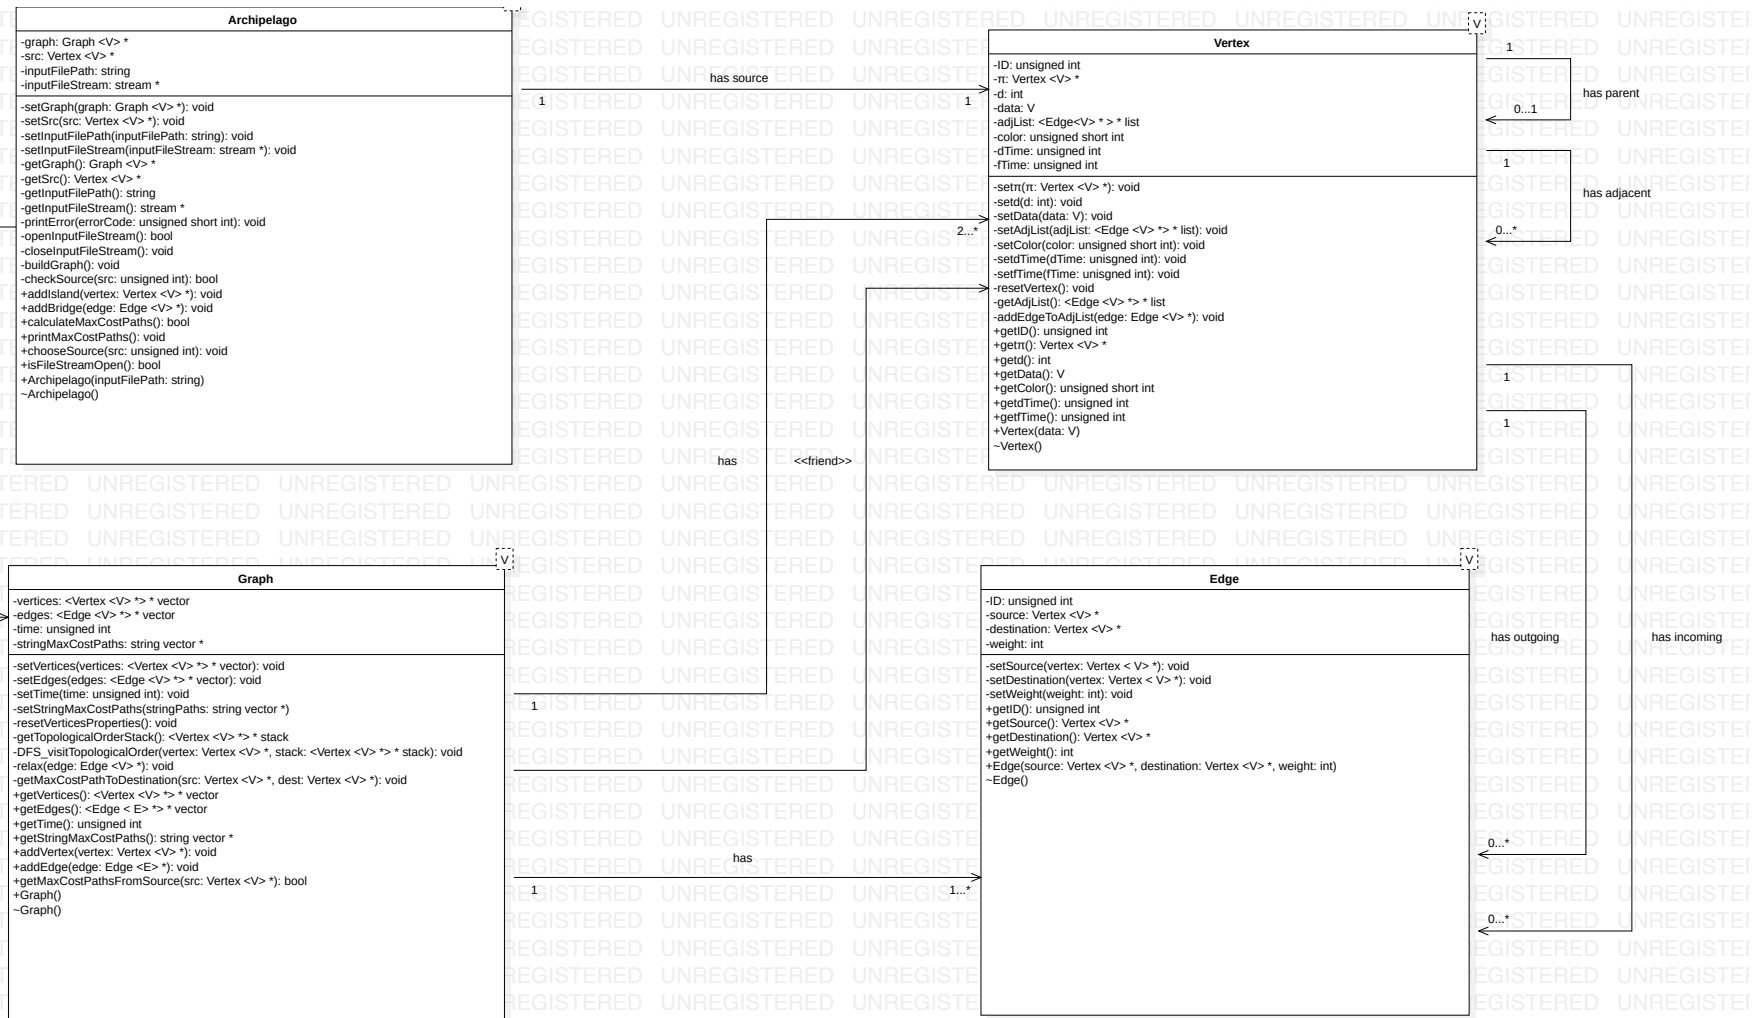 Archipelago
-graph: Graph <V> *
-src: Vertex <V> *
-inputFilePath: string
-inputFileStream: stream *
-setGraph(graph: Graph <V> *): void
-setSrc(src: Vertex <V> *): void
-setInputFilePath(inputFilePath: string): void
-setInputFileStream(inputFileStream: stream *): void
-getGraph(): Graph <V> *
-getSrc(): Vertex <V> *
-getInputFilePath(): string
-getInputFileStream(): stream *
-printError(errorCode: unsigned short int): void
-openInputFileStream(): bool
-closeInputFileStream(): void
-buildGraph(): void
-checkSource(src: unsigned int): bool
+addIsland(vertex: Vertex <V> *): void
+addBridge(edge: Edge <V> *): void
+calculateMaxCostPaths(): bool
+printMaxCostPaths(): void
+chooseSource(src: unsigned int): void
+isFileStreamOpen(): bool
+Archipelago(inputFilePath: string)
~Archipelago()
has source
1
1
V
Vertex
-ID: unsigned int
-π: Vertex <V> *
-d: int
-data: V
-adjList: <Edge<V> * > * list
-color: unsigned short int
-dTime: unsigned int
-fTime: unsigned int
-setπ(π: Vertex <V> *): void
-setd(d: int): void
-setData(data: V): void
-setAdjList(adjList: <Edge <V> *> * list): void
-setColor(color: unsigned short int): void
-setdTime(dTime: unisgned int): void
-setfTime(fTime: unisgned int): void
-resetVertex(): void
-getAdjList(): <Edge <V> *> * list
-addEdgeToAdjList(edge: Edge <V> *): void
+getID(): unsigned int
+getπ(): Vertex <V> *
+getd(): int
+getData(): V
+getColor(): unsigned short int
+getdTime(): unsigned int
+getfTime(): unsigned int
+Vertex(data: V)
~Vertex()
1
has parent
0...1
1
has adjacent
0...*
2...*
has
<<friend>>
1
1
has outgoing
has incoming
0...*
0...*
V
Graph
-vertices: <Vertex <V> *> * vector
-edges: <Edge <V> *> * vector
-time: unsigned int
-stringMaxCostPaths: string vector *
-setVertices(vertices: <Vertex <V> *> * vector): void
-setEdges(edges: <Edge <V> *> * vector): void
-setTime(time: unsigned int): void
-setStringMaxCostPaths(stringPaths: string vector *)
-resetVerticesProperties(): void
-getTopologicalOrderStack(): <Vertex <V> *> * stack
-DFS_visitTopologicalOrder(vertex: Vertex <V> *, stack: <Vertex <V> *> * stack): void
-relax(edge: Edge <V> *): void
-getMaxCostPathToDestination(src: Vertex <V> *, dest: Vertex <V> *): void
+getVertices(): <Vertex <V> *> * vector
+getEdges(): <Edge < E> *> * vector
+getTime(): unsigned int
+getStringMaxCostPaths(): string vector *
+addVertex(vertex: Vertex <V> *): void
+addEdge(edge: Edge <E> *): void
+getMaxCostPathsFromSource(src: Vertex <V> *): bool
+Graph()
~Graph()
1
has
1
1...*
V
Edge
-ID: unsigned int
-source: Vertex <V> *
-destination: Vertex <V> *
-weight: int
-setSource(vertex: Vertex < V> *): void
-setDestination(vertex: Vertex < V> *): void
-setWeight(weight: int): void
+getID(): unsigned int
+getSource(): Vertex <V> *
+getDestination(): Vertex <V> *
+getWeight(): int
+Edge(source: Vertex <V> *, destination: Vertex <V> *, weight: int)
~Edge()
UNREGISTERED